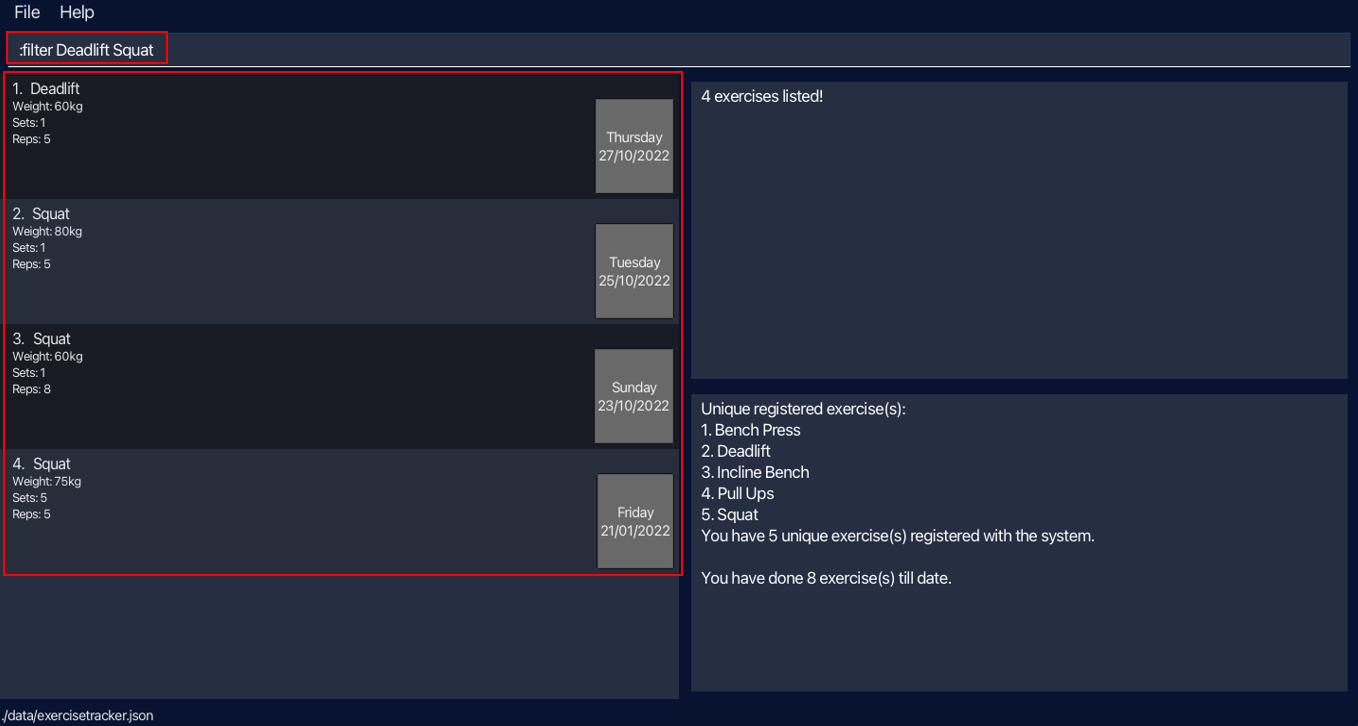 File Help
:filter Deadlift Squat
1. Deadlift
Weight: 60kg
Sets: 1
Reps: 5
Thursday
27/10/2022
2. Squat
Weight: 80kg
Sets: 1
Reps: 5
Tuesday
25/10/2022
3. Squat
Weight: 60kg
Sets: 1
Reps: 8
Sunday
23/10/2022
4. Squat
Weight: 75kg
Sets: 5
Reps: 5
Friday
21/01/2022
4 exercises listed!
Unique registered exercise(s):
1. Bench Press
2. Deadlift
3. Incline Bench
4. Pull Ups
5. Squat
You have 5 unique exercise(s) registered with the system.
You have done 8 exercise(s) till date.
./data/exercisetracker.json